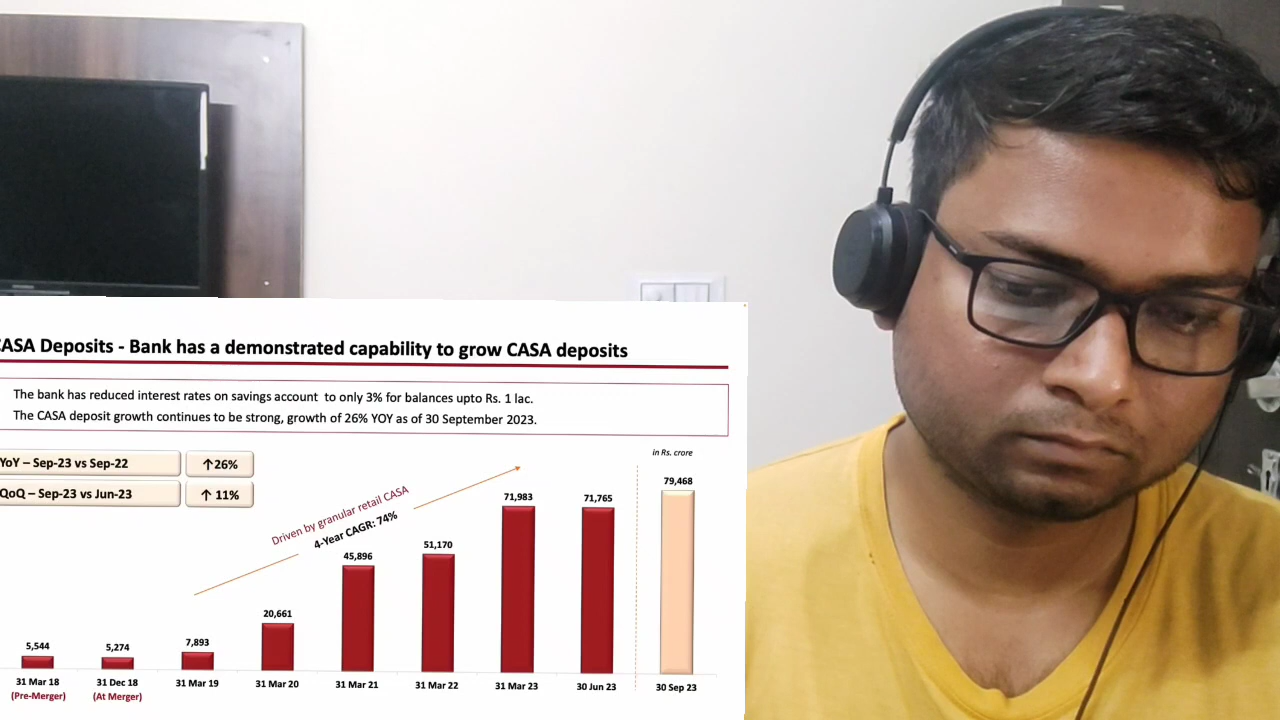 CASA Deposits - Bank has a demonstrated capability to grow CASA deposits
The bank has reduced interest rates on savings account to only 3% for balances upto Rs. 1 lac.
The CASA deposit growth continues to be strong, growth of 26% YOY as of 30 September 2023.
in Rs. crore
YoY – Sep-23 vs Sep-22 ↑26%
QoQ – Sep-23 vs Jun-23 ↑ 11%
Driven by granular retail CASA
4-Year CAGR: 74%
5,544 5,274 7,893 20,661 45,896 51,170 71,983 71,765 79,468
31 Mar 18 31 Dec 18 31 Mar 19 31 Mar 20 31 Mar 21 31 Mar 22 31 Mar 23 30 Jun 23 30 Sep 23
(Pre-Merger) (At Merger)